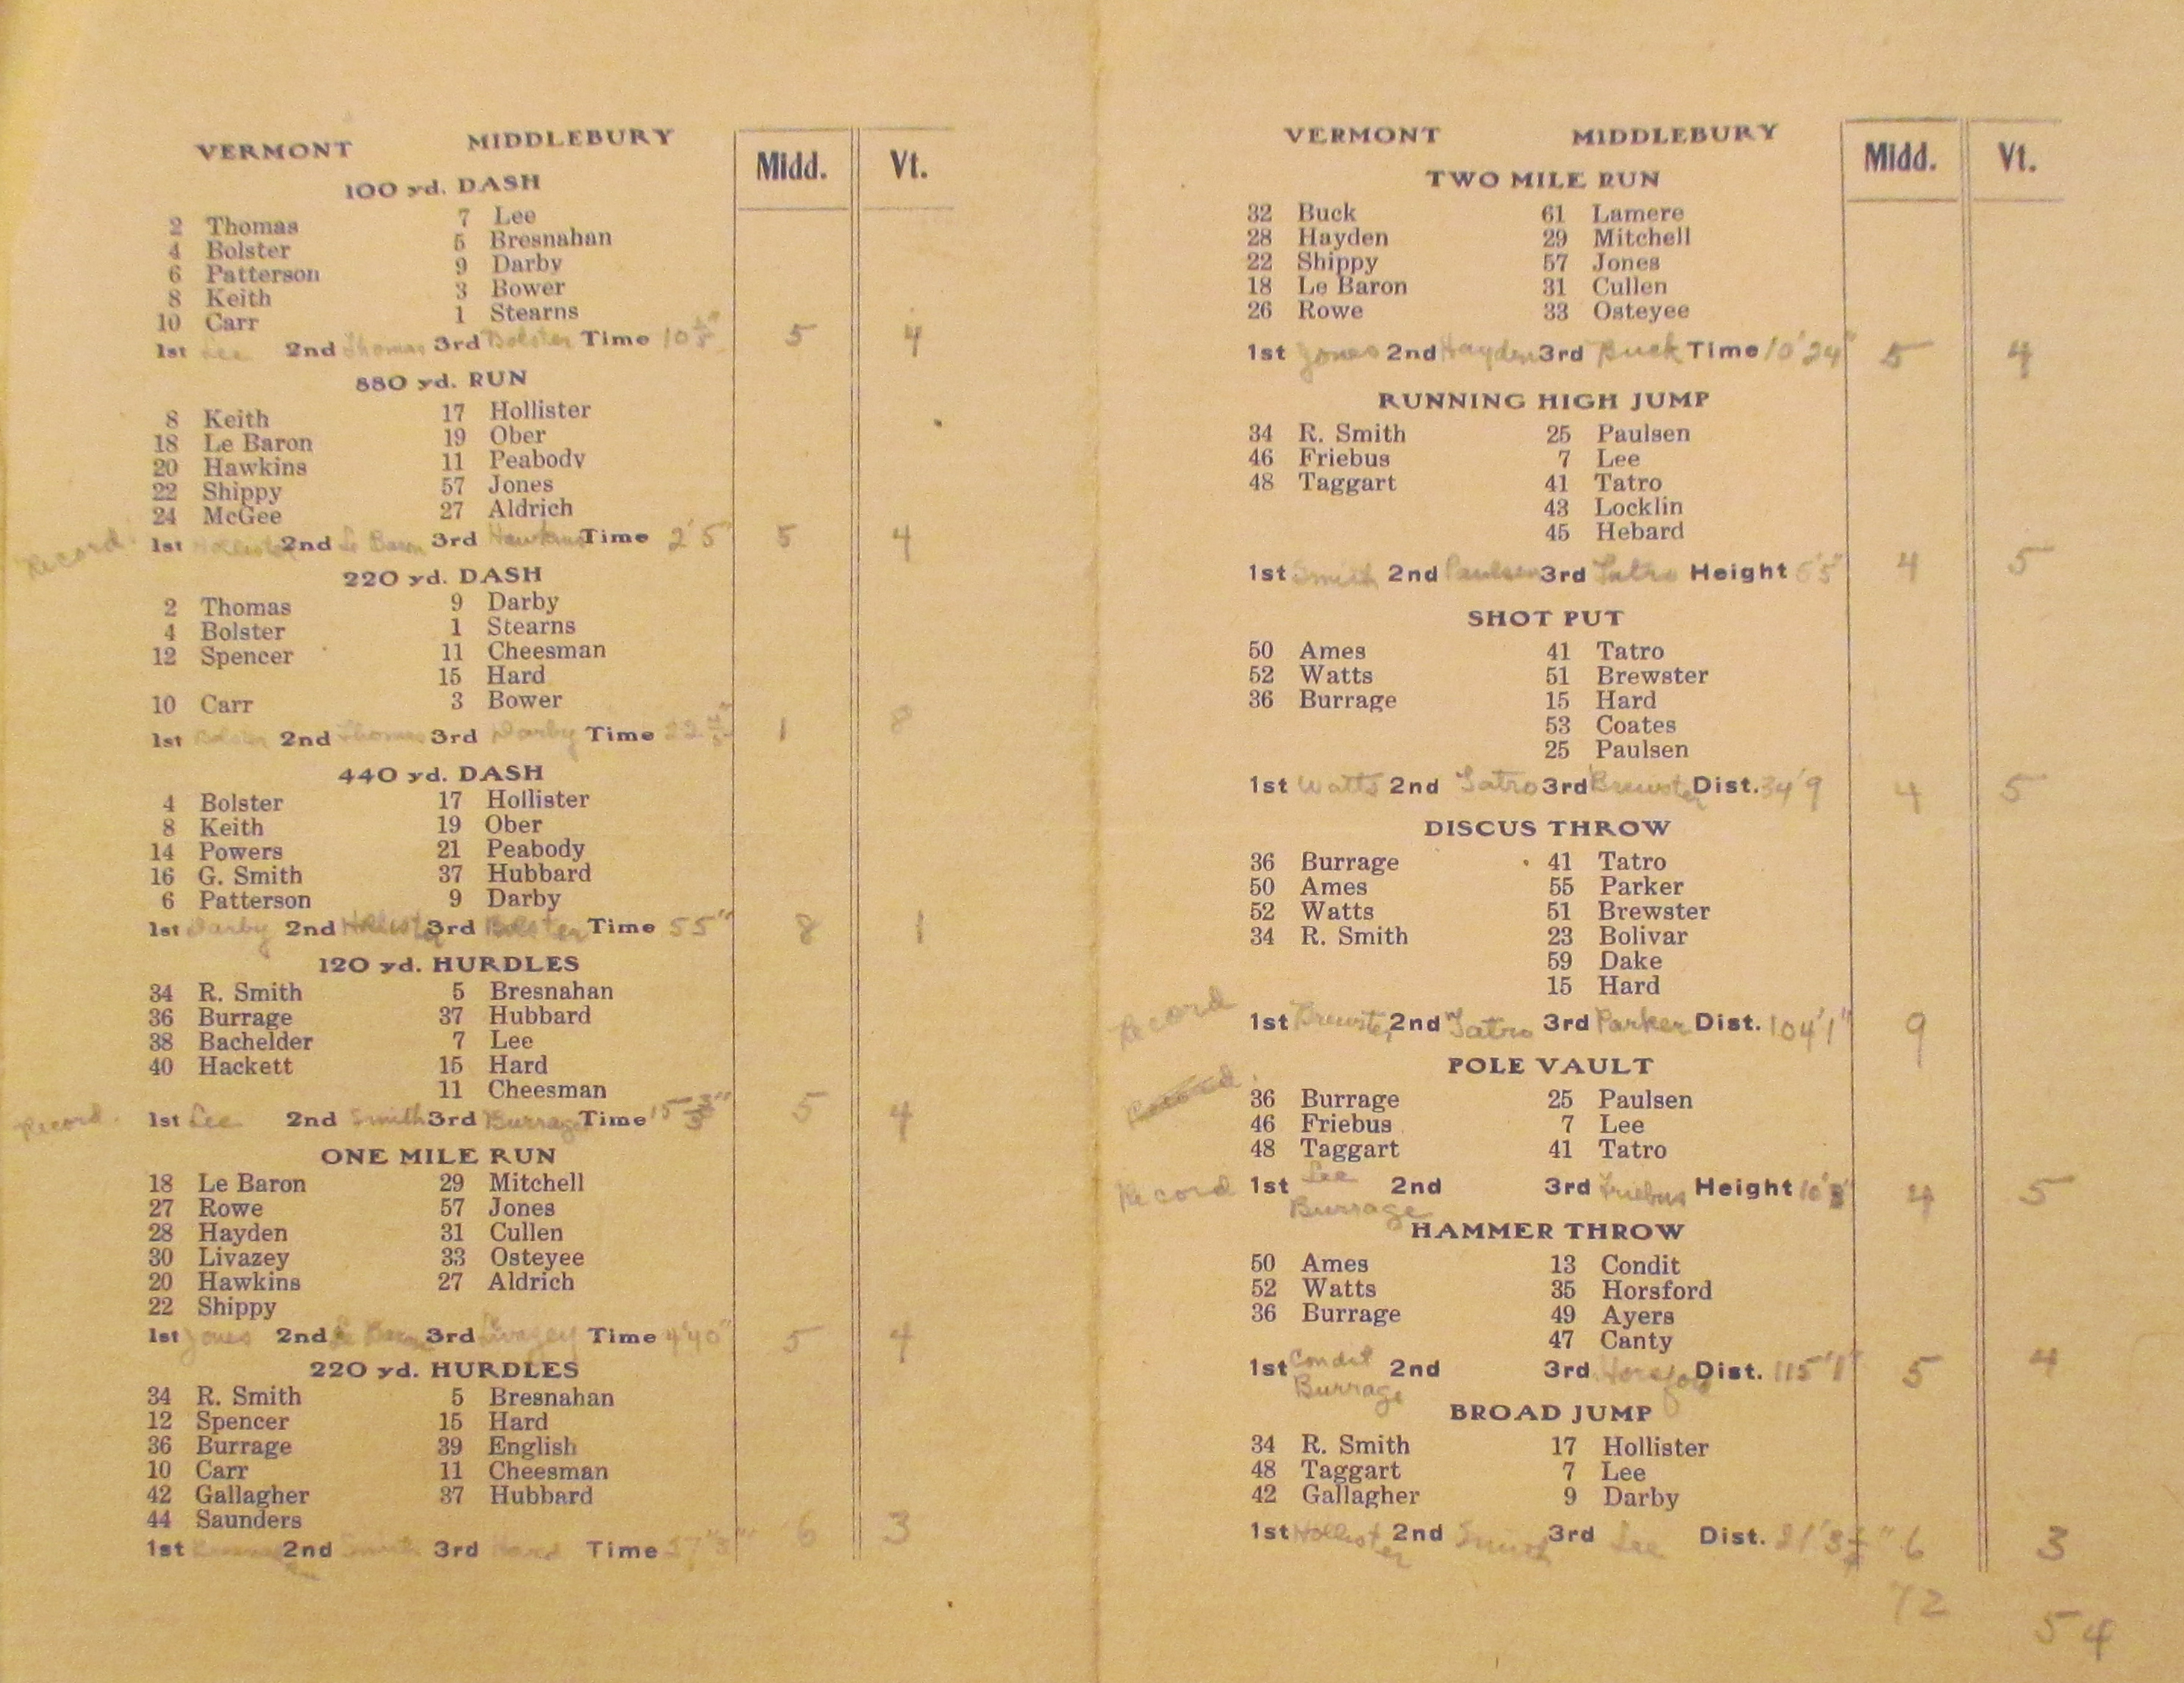 VERMONT MIDDLEBURY Midd. Vt.
100 yd. DASH
2 Thomas 7 Lee
4 Bolster 5 Bresnahan
6 Patterson 9 Darby
8 Keith 3 Bower
10 Carr 1 Stearns
1st Lee 2nd Thomas 3rd Bolster Time 10 1/5" 5 4
880 yd. RUN
8 Keith 17 Hollister
18 Le Baron 19 Ober
20 Hawkins 11 Peabody
22 Shippy 57 Jones
24 McGee 27 Aldrich
Record. 1st Hollister 2nd Le Baron 3rd Hawkins Time 2'5" 5 4
220 yd. DASH
2 Thomas 9 Darby
4 Bolster 1 Stearns
12 Spencer 11 Cheesman
15 Hard
10 Carr 3 Bower
1st Bolster 2nd Thomas 3rd Darby Time 1 8
440 yd. DASH
4 Bolster 17 Hollister
8 Keith 19 Ober
14 Powers 21 Peabody
16 G. Smith 37 Hubbard
6 Patterson 9 Darby
1st Darby 2nd Hollister 3rd Bolster Time 55" 8 1
120 yd. HURDLES
34 R. Smith 5 Bresnahan
36 Burrage 37 Hubbard
38 Bachelder 7 Lee
40 Hackett 15 Hard
11 Cheesman
Record. 1st Lee 2nd Smith 3rd Burrage Time 5 4
ONE MILE RUN
18 Le Baron 29 Mitchell
27 Rowe 57 Jones
28 Hayden 31 Cullen
30 Livazey 33 Osteyee
20 Hawkins 27 Aldrich
22 Shippy
1st Jones 2nd Le Baron 3rd Livazey Time 4'40" 5 4
220 yd. HURDLES
34 R. Smith 5 Bresnahan
12 Spencer 15 Hard
36 Burrage 39 English
10 Carr 11 Cheesman
42 Gallagher 37 Hubbard
44 Saunders
1st 2nd Smith 3rd Hard Time 6 3
VERMONT MIDDLEBURY Midd. Vt.
TWO MILE RUN
32 Buck 61 Lamere
28 Hayden 29 Mitchell
22 Shippy 57 Jones
18 Le Baron 31 Cullen
26 Rowe 33 Osteyee
1st Jones 2nd Hayden 3rd Buck Time 10'24" 5 4
RUNNING HIGH JUMP
34 R. Smith 25 Paulsen
46 Friebus 7 Lee
48 Taggart 41 Tatro
43 Locklin
45 Hebard
1st Smith 2nd Paulsen 3rd Tatro Height 5'5" 4 5
SHOT PUT
50 Ames 41 Tatro
52 Watts 51 Brewster
36 Burrage 15 Hard
53 Coates
25 Paulsen
1st Watts 2nd Tatro 3rd Brewster Dist. 34'9 4 5
DISCUS THROW
36 Burrage 41 Tatro
50 Ames 55 Parker
52 Watts 51 Brewster
34 R. Smith 23 Bolivar
59 Dake
15 Hard
Record 1st Brewster 2nd Tatro 3rd Parker Dist. 104'1" 9
POLE VAULT
36 Burrage 25 Paulsen
46 Friebus 7 Lee
48 Taggart 41 Tatro
Record 1st Lee 2nd 3rd Friebus Height 4 5
Burrage
HAMMER THROW
50 Ames 13 Condit
52 Watts 35 Horsford
36 Burrage 49 Ayers
47 Canty
1st Condit 2nd 3rd Horsford Dist. 115'1" 5 4
Burrage
BROAD JUMP
34 R. Smith 17 Hollister
48 Taggart 7 Lee
42 Gallagher 9 Darby
1st Hollister 2nd Smith 3rd Lee Dist. 21'3 1/2" 6 3
72 54